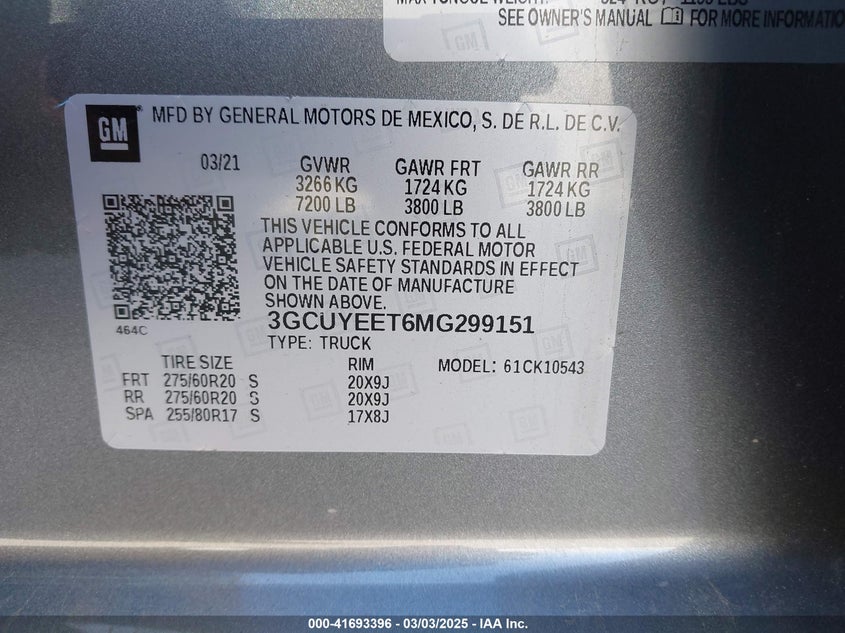 MAX TONGUE WEIGHT:
SEE OWNER'S MANUAL FOR MORE INFORMATIO
GM
MFD BY GENERAL MOTORS DE MEXICO, S. DE R.L. DE C.V.
03/21 GVWR GAWR FRT GAWR RR
3266 KG 1724 KG 1724 KG
7200 LB 3800 LB 3800 LB
THIS VEHICLE CONFORMS TO ALL
APPLICABLE U.S. FEDERAL MOTOR
VEHICLE SAFETY STANDARDS IN EFFECT
ON THE DATE OF MANUFACTURE
SHOWN ABOVE.
464C
3GCUYEET6MG299151
TYPE: TRUCK
TIRE SIZE RIM MODEL: 61CK10543
FRT 275/60R20 S 20X9J
RR 275/60R20 S 20X9J
SPA 255/80R17 S 17X8J
000-41693396 - 03/03/2025 - IAA Inc.